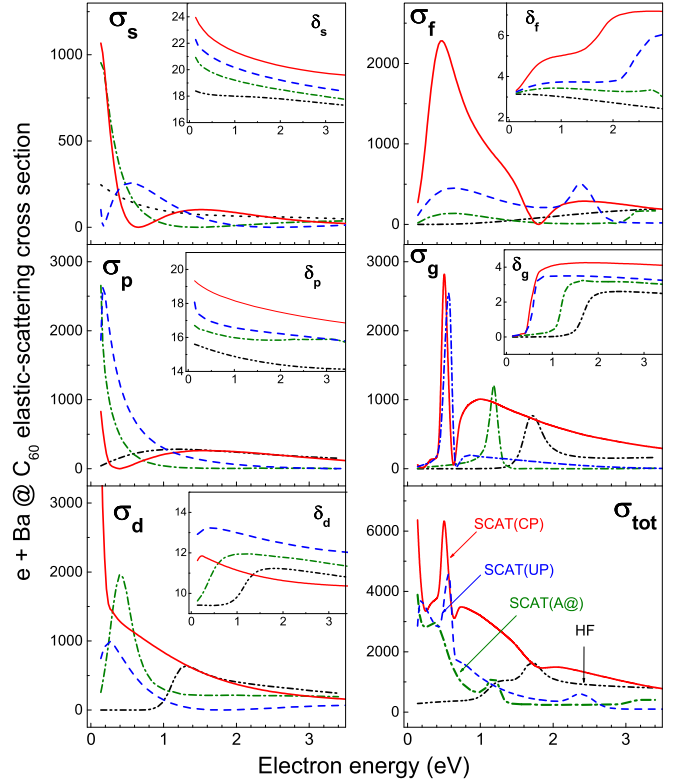 e + Ba @ C60 elastic-scattering cross section
σs
1000
500
0
δs
24
22
20
18
16
0 1 2 3
σf
2000
1000
0
δf
6
4
2
0 1 2
σp
3000
2000
1000
0
δp
20
18
16
14
0 1 2 3
σg
3000
2000
1000
0
δg
4
2
0
0 1 2 3
σd
3000
2000
1000
0
δd
14
12
10
0 1 2 3
0 1 2 3
σtot
6000
4000
2000
0
SCAT(CP)
SCAT(UP)
SCAT(A@)
HF
0 1 2 3
Electron energy (eV)